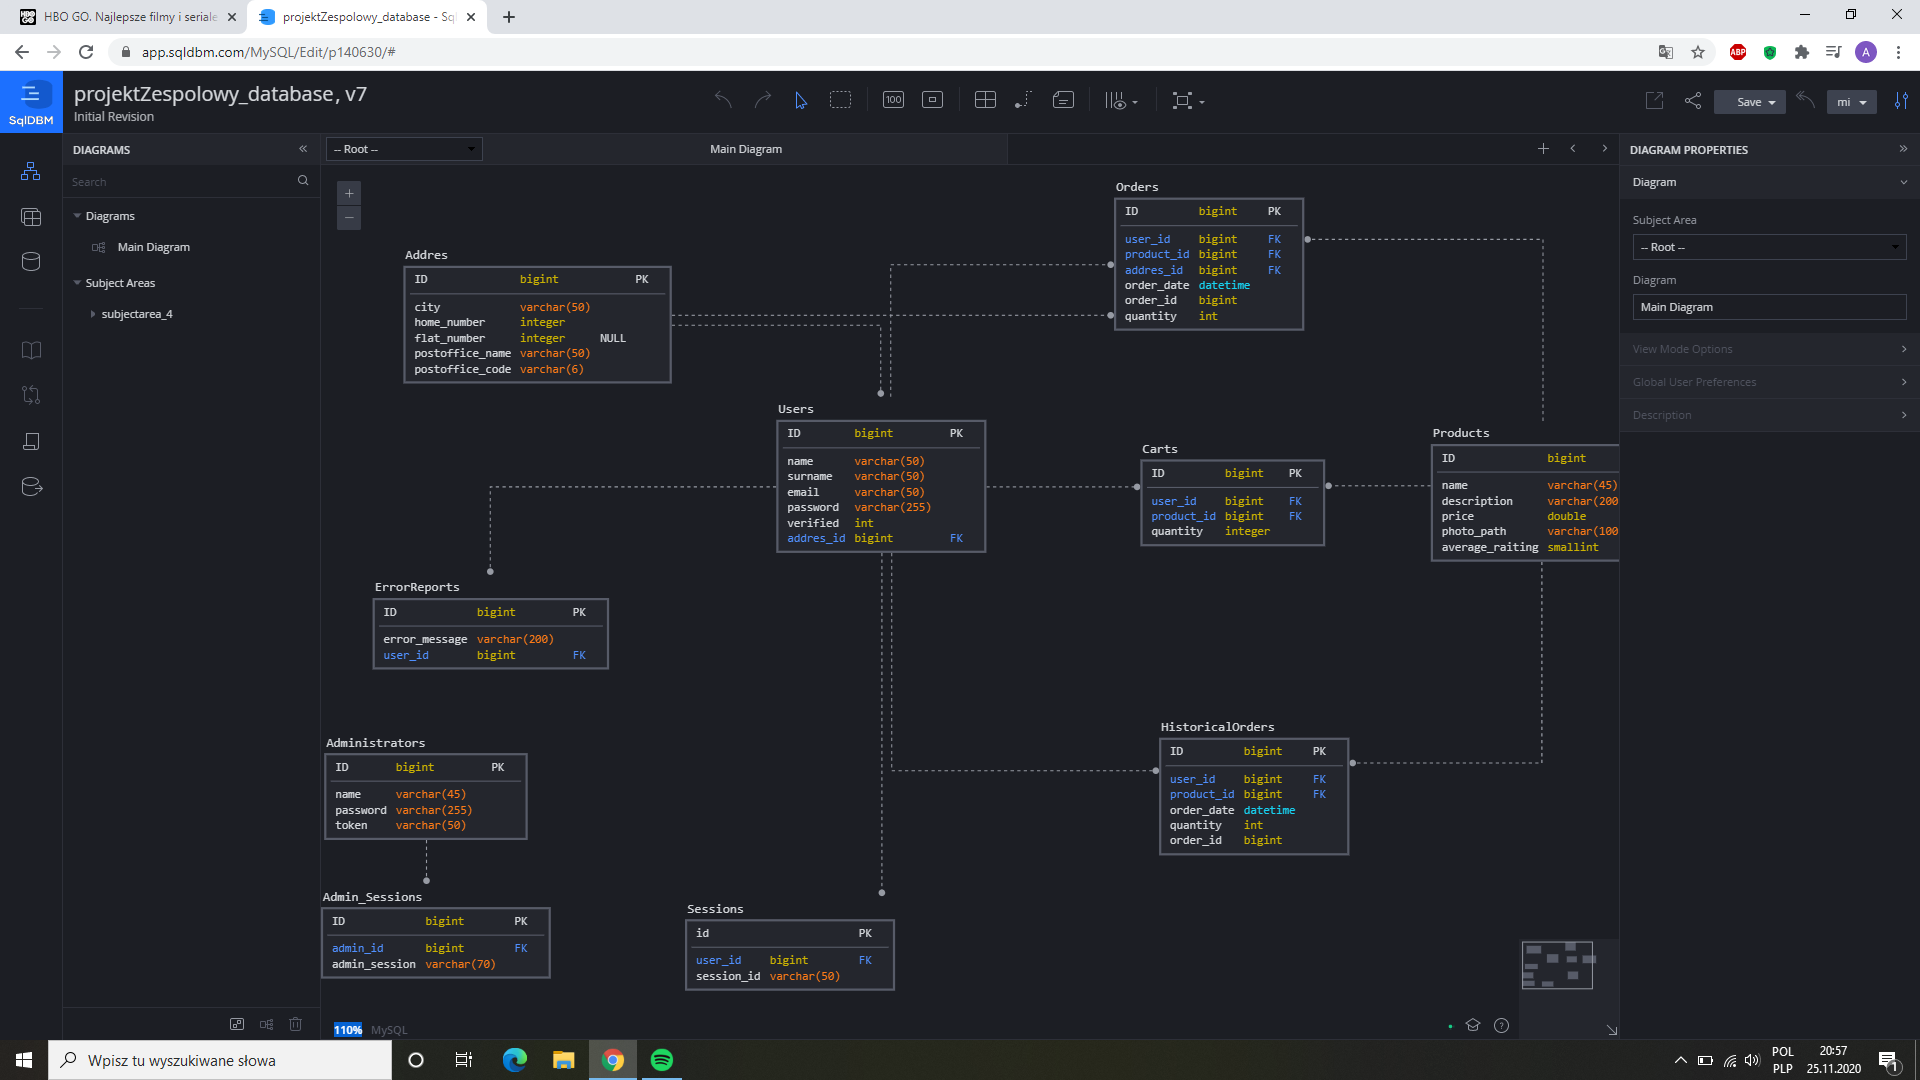 HBO GO. Najlepsze filmy i seriale
projektZespolowy_database - Sql
app.sqldbm.com/MySQL/Edit/p140630/#
ABP
A
SqlDBM
projektZespolowy_database, v7
Initial Revision
100
Save
mi
DIAGRAMS
-- Root --
Main Diagram
DIAGRAM PROPERTIES
Search
Diagrams
Main Diagram
Subject Areas
subjectarea_4
Diagram
Subject Area
-- Root --
Diagram
Main Diagram
View Mode Options
Global User Preferences
Description
Orders
ID bigint PK
user_id bigint FK
product_id bigint FK
addres_id bigint FK
order_date datetime
order_id bigint
quantity int
Addres
ID bigint PK
city varchar(50)
home_number integer
flat_number integer NULL
postoffice_name varchar(50)
postoffice_code varchar(6)
Users
ID bigint PK
name varchar(50)
surname varchar(50)
email varchar(50)
password varchar(255)
verified int
addres_id bigint FK
Carts
ID bigint PK
user_id bigint FK
product_id bigint FK
quantity integer
Products
ID bigint
name varchar(45)
description varchar(200
price double
photo_path varchar(100
average_raiting smallint
ErrorReports
ID bigint PK
error_message varchar(200)
user_id bigint FK
HistoricalOrders
ID bigint PK
user_id bigint FK
product_id bigint FK
order_date datetime
quantity int
order_id bigint
Administrators
ID bigint PK
name varchar(45)
password varchar(255)
token varchar(50)
Admin_Sessions
ID bigint PK
admin_id bigint FK
admin_session varchar(70)
Sessions
id PK
user_id bigint FK
session_id varchar(50)
110% MySQL
Wpisz tu wyszukiwane słowa
POL
PLP
20:57
25.11.2020
1